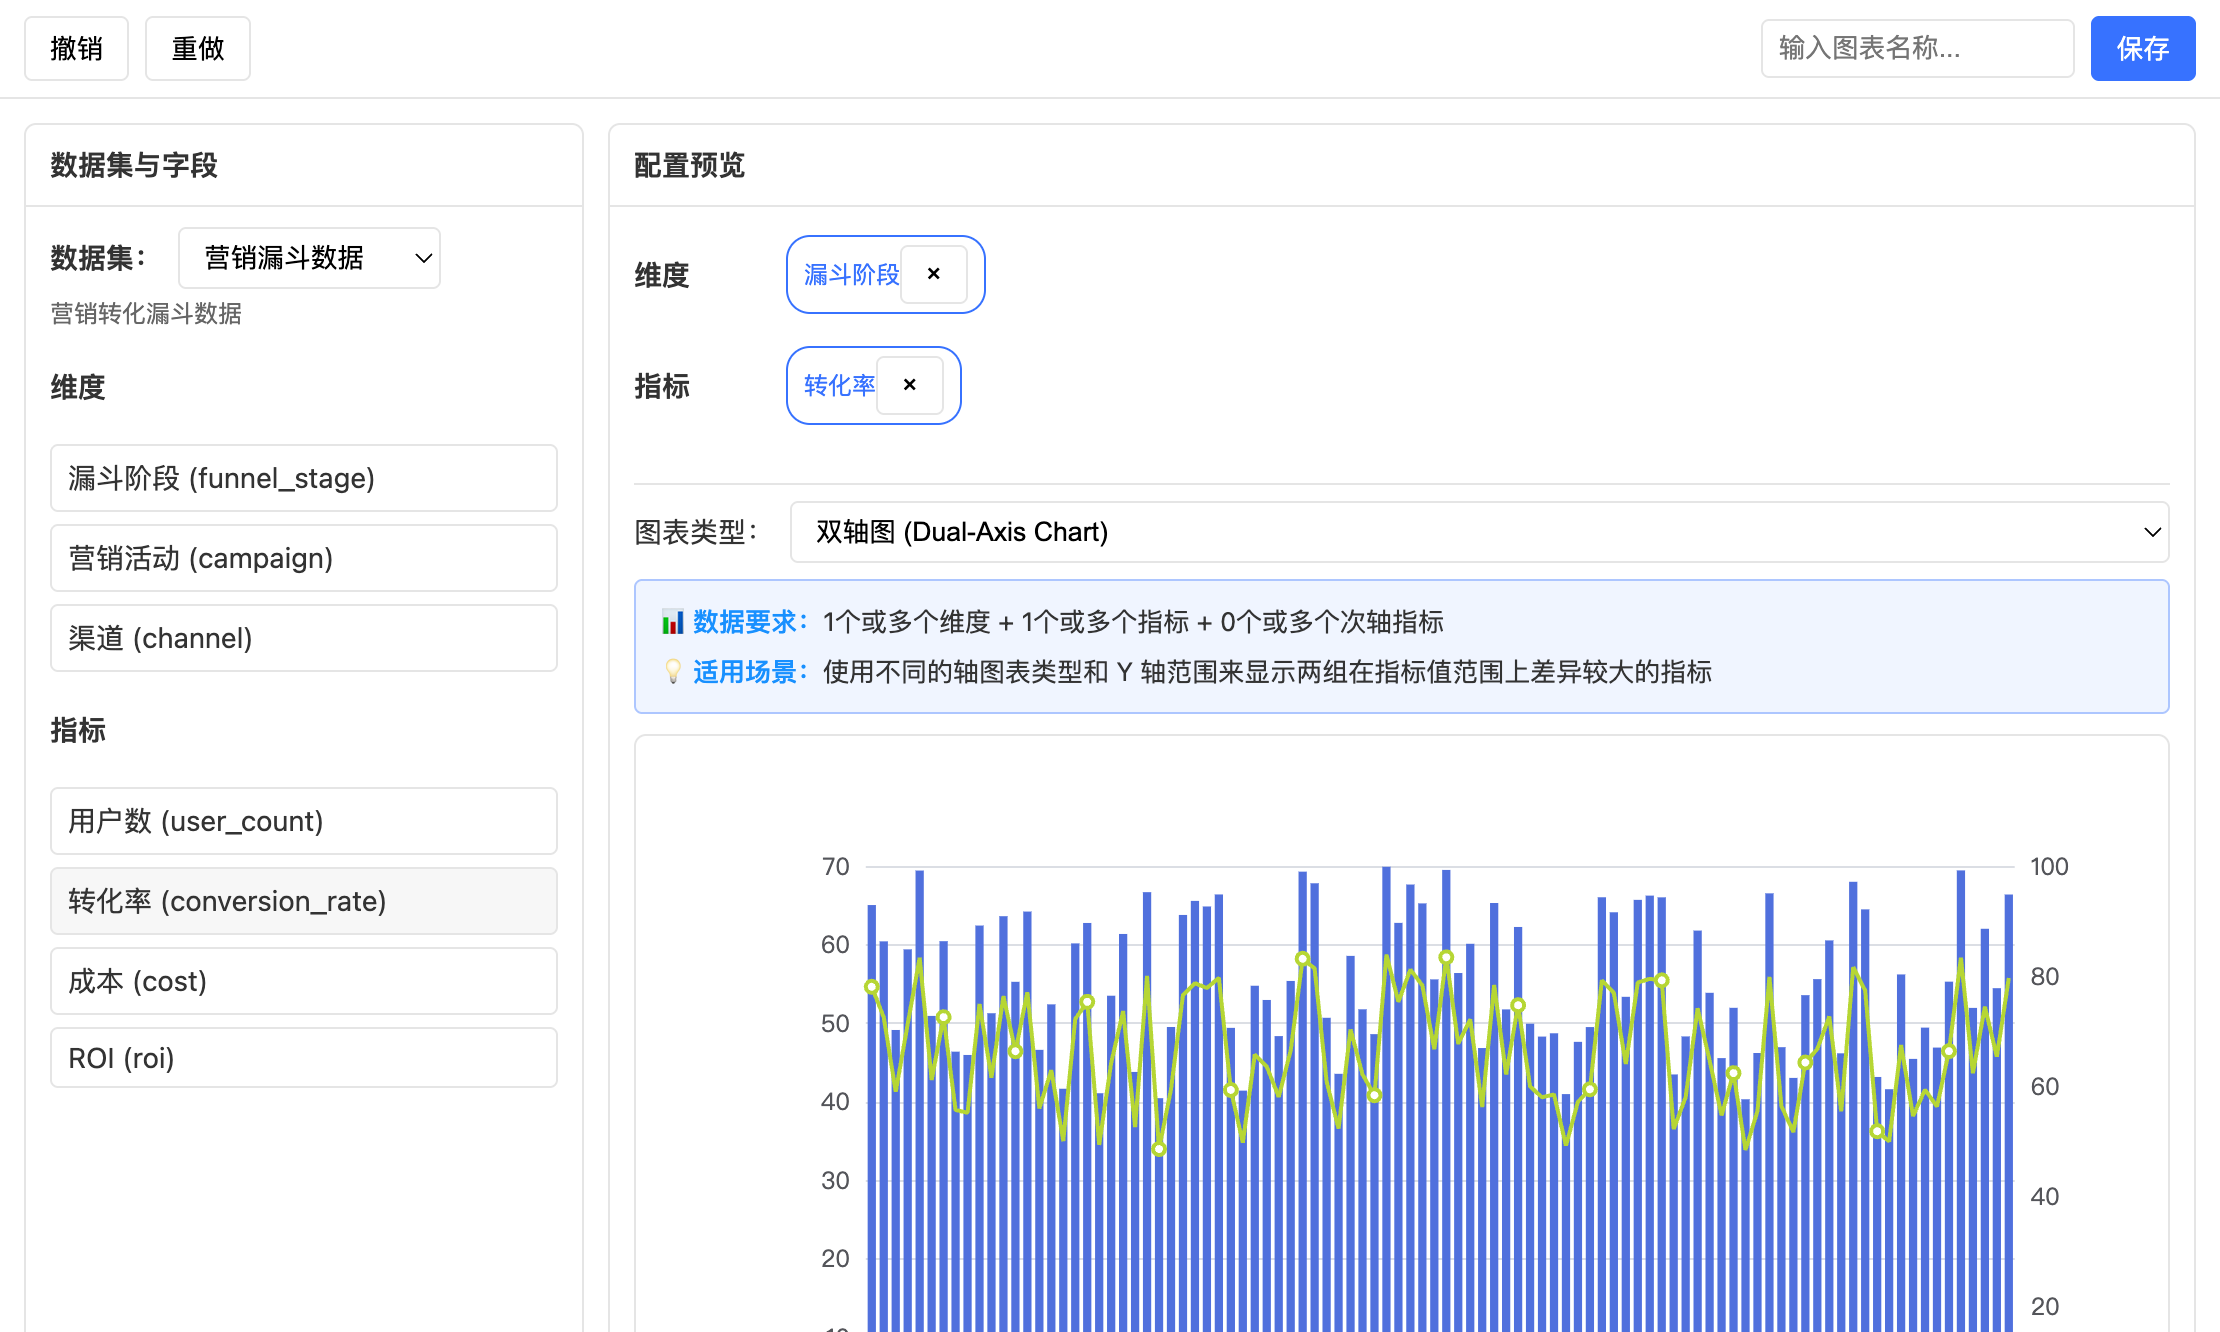 撤销
重做
输入图表名称...
保存
数据集与字段
数据集：
营销漏斗数据
营销转化漏斗数据
维度
漏斗阶段 (funnel_stage)
营销活动 (campaign)
渠道 (channel)
指标
用户数 (user_count)
转化率 (conversion_rate)
成本 (cost)
ROI (roi)
配置预览
维度
漏斗阶段 ×
指标
转化率 ×
图表类型：
双轴图 (Dual-Axis Chart)
数据要求：1个或多个维度 + 1个或多个指标 + 0个或多个次轴指标
适用场景：使用不同的轴图表类型和 Y 轴范围来显示两组在指标值范围上差异较大的指标
70
60
50
40
30
20
100
80
60
40
20